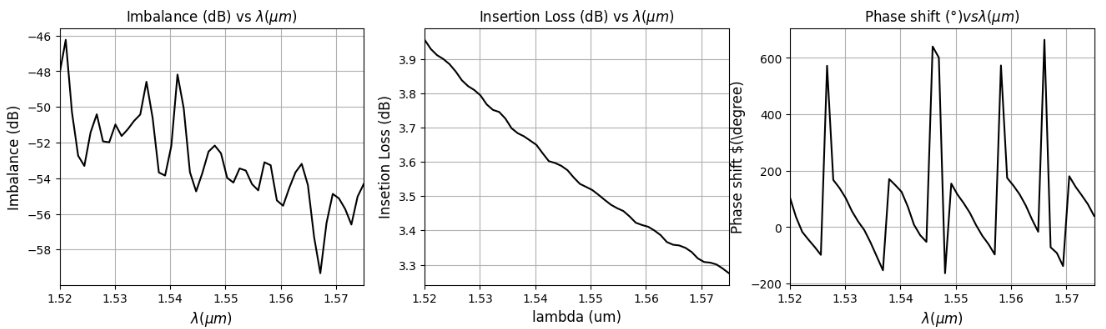 Imbalance (dB) vs λ(μm)
Imbalance (dB)
−46
−48
−50
−52
−54
−56
−58
1.52 1.53 1.54 1.55 1.56 1.57
λ(μm)
Insertion Loss (dB) vs λ(μm)
Insetion Loss (dB)
3.9
3.8
3.7
3.6
3.5
3.4
3.3
1.52 1.53 1.54 1.55 1.56 1.57
lambda (um)
Phase shift (°)vsλ(μm)
Phase shift $(\degree)
600
400
200
0
−200
1.52 1.53 1.54 1.55 1.56 1.57
λ(μm)